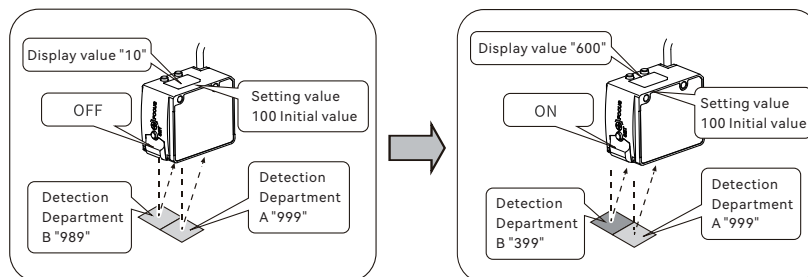 Display value "10"
OFF
Setting value
100 Initial value
Detection
Department
B "989"
Detection
Department
A "999"
Display value "600"
ON
Setting value
100 Initial value
Detection
Department
B "399"
Detection
Department
A "999"